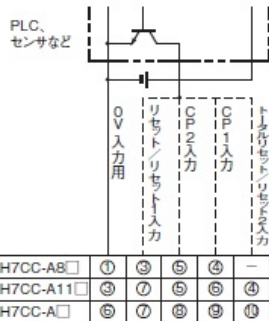 PLC、
センサなど
0V入力用
リセット/リセット1入力
CP2入力
CP1入力
トータルリセット/リセット2入力
H7CC-A8□ ① ③ ⑤ ④ −
H7CC-A11□ ③ ⑦ ⑤ ⑥ ④
H7CC-A□ ⑥ ⑦ ⑧ ⑨ ⑩